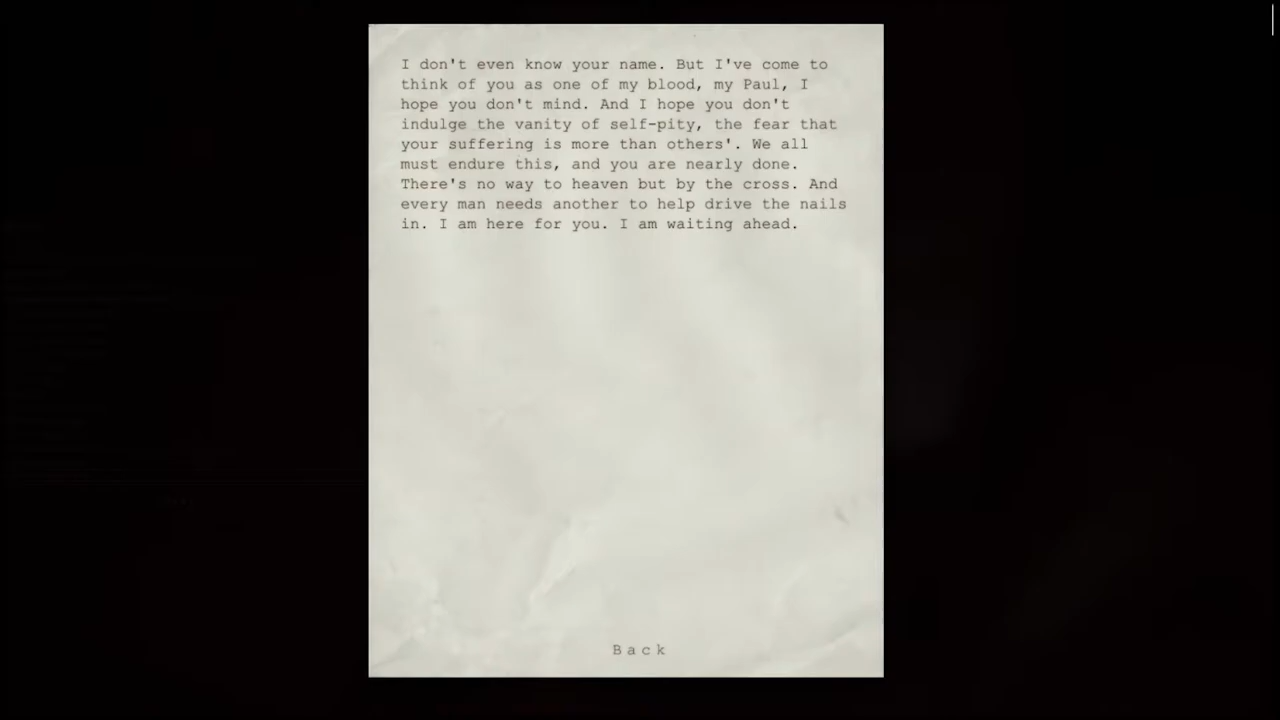 I don't even know your name. But I've come to
think of you as one of my blood, my Paul, I
hope you don't mind. And I hope you don't
indulge the vanity of self-pity, the fear that
your suffering is more than others'. We all
must endure this, and you are nearly done.
There's no way to heaven but by the cross. And
every man needs another to help drive the nails
in. I am here for you. I am waiting ahead.
Back